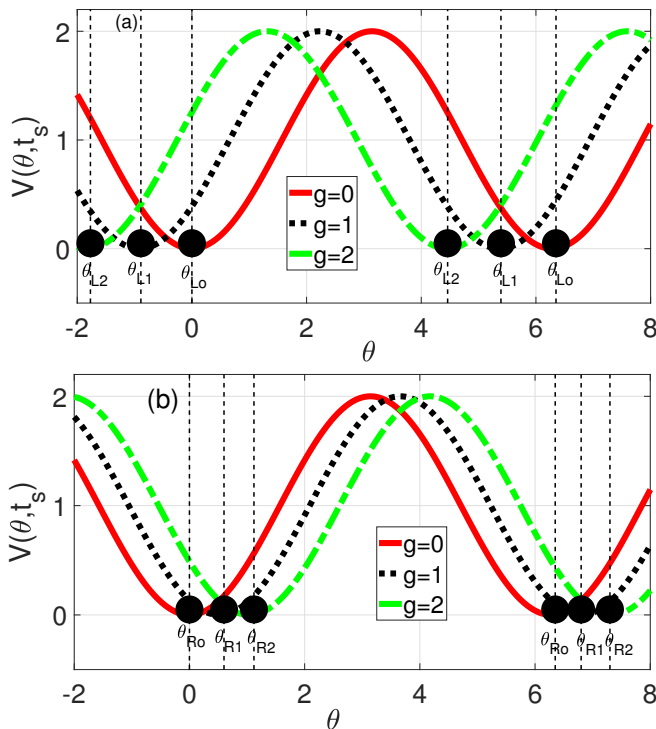 (a)
2
1
0
V(θ,t_s)
g=0
g=1
g=2
θ_L2 θ_L1 θ_Lo θ_L2 θ_L1 θ_Lo
-2 0 2 4 6 8
θ
(b)
2
1
0
V(θ,t_s)
g=0
g=1
g=2
θ_Ro θ_R1 θ_R2 θ_Ro θ_R1 θ_R2
-2 0 2 4 6 8
θ